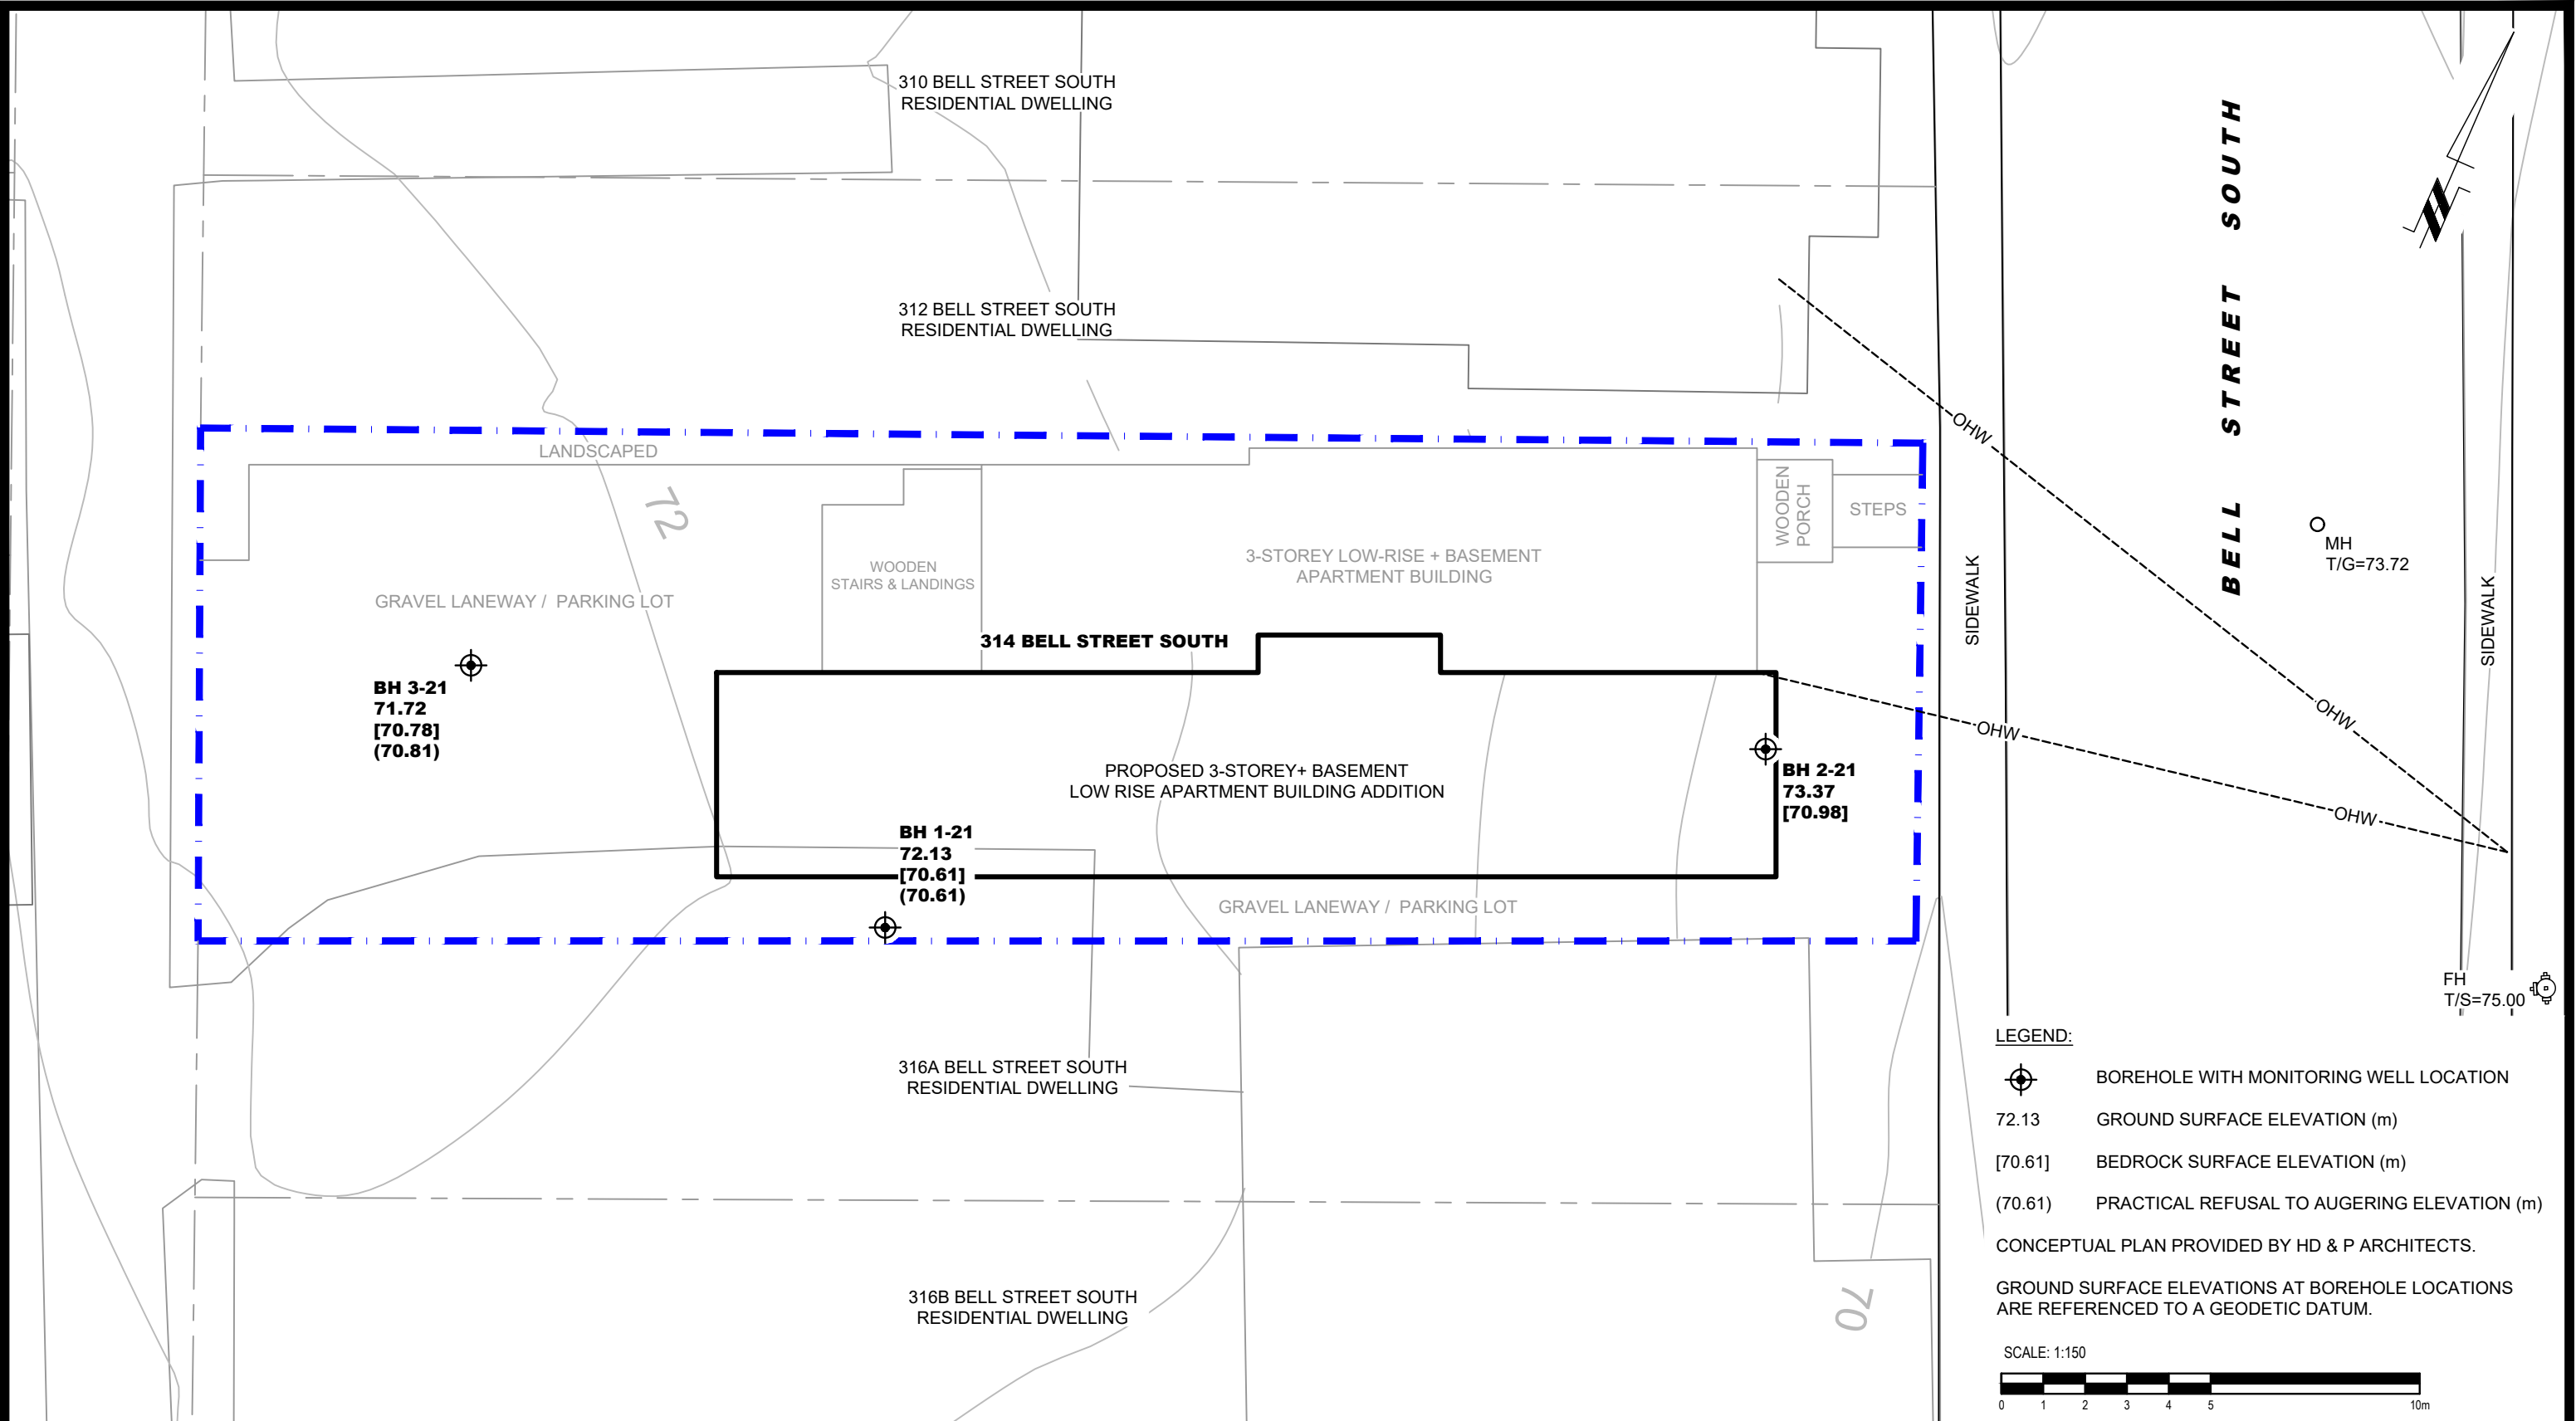 310 BELL STREET SOUTH
RESIDENTIAL DWELLING
312 BELL STREET SOUTH
RESIDENTIAL DWELLING
BELL STREET SOUTH
OHW
LANDSCAPED
72
WOODEN
PORCH
STEPS
WOODEN
STAIRS & LANDINGS
3-STOREY LOW-RISE + BASEMENT
APARTMENT BUILDING
MH
T/G=73.72
SIDEWALK
SIDEWALK
GRAVEL LANEWAY / PARKING LOT
314 BELL STREET SOUTH
BH 3-21
71.72
[70.78]
(70.81)
OHW
OHW
OHW
PROPOSED 3-STOREY+ BASEMENT
LOW RISE APARTMENT BUILDING ADDITION
BH 2-21
73.37
[70.98]
BH 1-21
72.13
[70.61]
(70.61)
GRAVEL LANEWAY / PARKING LOT
FH
T/S=75.00
316A BELL STREET SOUTH
RESIDENTIAL DWELLING
316B BELL STREET SOUTH
RESIDENTIAL DWELLING
70
LEGEND:
BOREHOLE WITH MONITORING WELL LOCATION
72.13 GROUND SURFACE ELEVATION (m)
[70.61] BEDROCK SURFACE ELEVATION (m)
(70.61) PRACTICAL REFUSAL TO AUGERING ELEVATION (m)
CONCEPTUAL PLAN PROVIDED BY HD & P ARCHITECTS.
GROUND SURFACE ELEVATIONS AT BOREHOLE LOCATIONS
ARE REFERENCED TO A GEODETIC DATUM.
SCALE: 1:150
0 1 2 3 4 5 10m